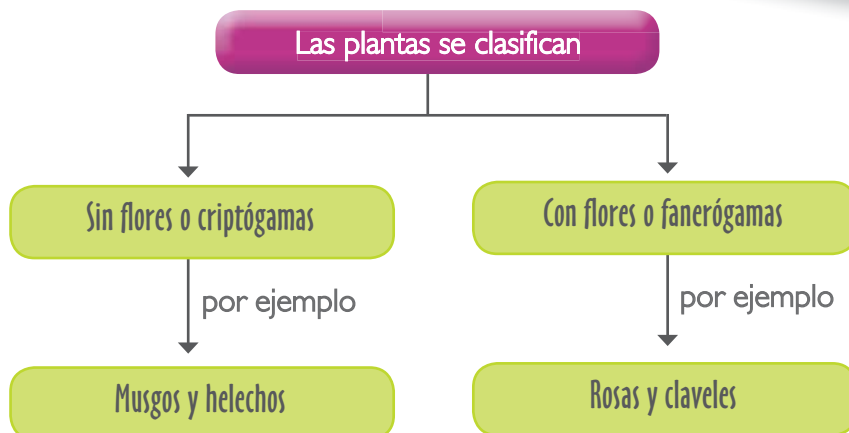 Las plantas se clasifican
Sin flores o criptógamas
Con flores o fanerógamas
por ejemplo
por ejemplo
Musgos y helechos
Rosas y claveles